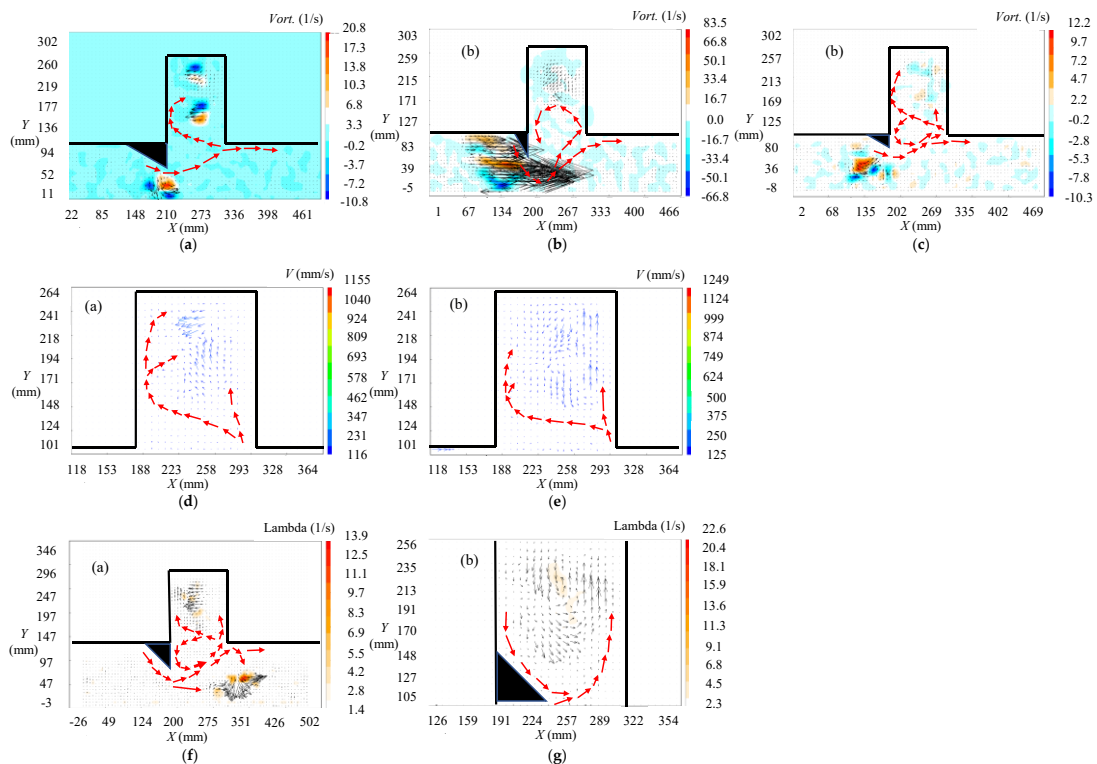 Vort. (1/s)
302
260
219
177
136
94
52
11
Y
(mm)
22 85 148 210 273 336 398 461
X (mm)
20.8
17.3
13.8
10.3
6.8
3.3
-0.2
-3.7
-7.2
-10.8
(a)
Vort. (1/s)
(b)
303
259
215
171
127
83
39
-5
Y
(mm)
1 67 134 200 267 333 400 466
X (mm)
83.5
66.8
50.1
33.4
16.7
0.0
-16.7
-33.4
-50.1
-66.8
(b)
Vort. (1/s)
(b)
302
257
213
169
125
80
36
-8
Y
(mm)
2 68 135 202 269 335 402 469
X (mm)
12.2
9.7
7.2
4.7
2.2
-0.2
-2.8
-5.3
-7.8
-10.3
(c)
V (mm/s)
(a)
264
241
218
194
171
148
124
101
Y
(mm)
118 153 188 223 258 293 328 364
X (mm)
1155
1040
924
809
693
578
462
347
231
116
(d)
V (mm/s)
(b)
264
241
218
194
171
148
124
101
Y
(mm)
118 153 188 223 258 293 328 364
X (mm)
1249
1124
999
874
749
624
500
375
250
125
(e)
Lambda (1/s)
(a)
346
296
247
197
147
97
47
-3
Y
(mm)
-26 49 124 200 275 351 426 502
X (mm)
13.9
12.5
11.1
9.7
8.3
6.9
5.5
4.2
2.8
1.4
(f)
Lambda (1/s)
(b)
256
234
213
191
170
148
127
105
Y
(mm)
126 159 191 224 257 289 322 354
X (mm)
22.6
20.4
18.1
15.9
13.6
11.3
9.1
6.8
4.5
2.3
(g)